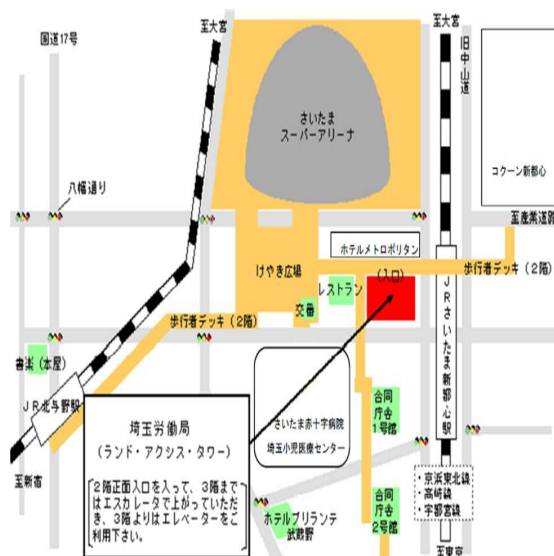 至大宮
至大宮
国道17号
旧中山道
さいたま
スーパーアリーナ
コクーン新都心
八幡通り
至産業道路
ホテルメトロポリタン
けやき広場
(入口)
歩行者デッキ(2階)
レストラン
交番
歩行者デッキ(2階)
JRさいたま新都心駅
書楽(本屋)
JR北与野駅
合同
庁舎
1号館
さいたま赤十字病院
埼玉小児医療センター
埼玉労働局
(ランド・アクシス・タワー)
2階正面入口を入って、3階まで
はエスカレータで上がっていただ
き、3階よりはエレベーターをご
利用下さい。
至新宿
・京浜東北線
・高崎線
・宇都宮線
合同
庁舎
2号館
ホテルブリランテ
武蔵野
至東京